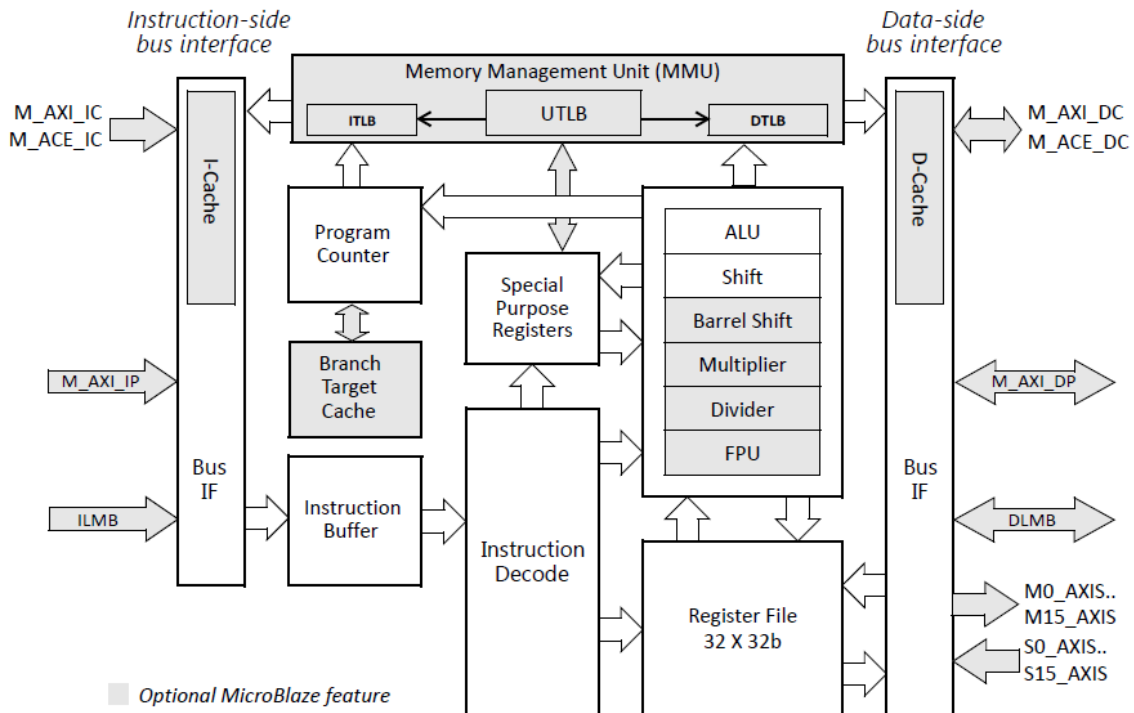 Instruction-side
bus interface
Data-side
bus interface
Memory Management Unit (MMU)
ITLB
UTLB
DTLB
M_AXI_IC
M_ACE_IC
I-Cache
D-Cache
M_AXI_DC
M_ACE_DC
Program
Counter
Special
Purpose
Registers
ALU
Shift
Barrel Shift
Multiplier
Divider
FPU
M_AXI_IP
Branch
Target
Cache
M_AXI_DP
Bus
IF
Bus
IF
ILMB
Instruction
Buffer
Instruction
Decode
DLMB
Register File
32 X 32b
M0_AXIS..
M15_AXIS
S0_AXIS..
S15_AXIS
Optional MicroBlaze feature